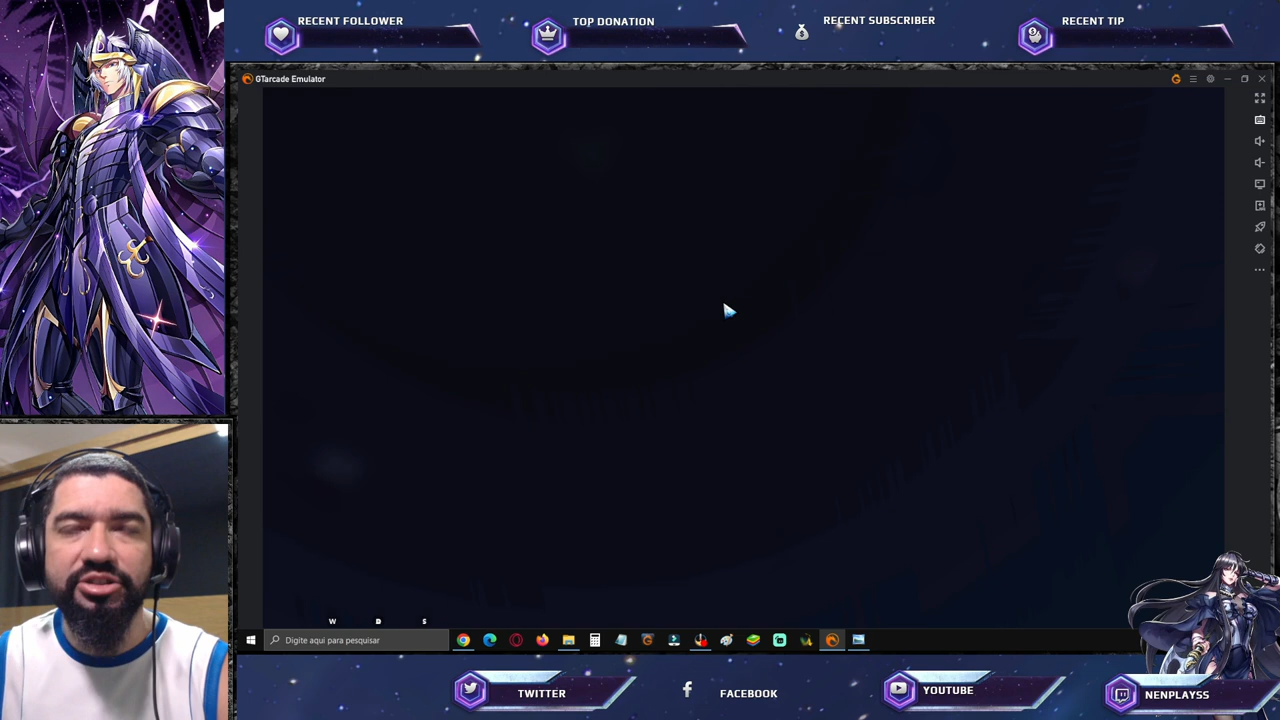 RECENT FOLLOWER
TOP DONATION
RECENT SUBSCRIBER
RECENT TIP
GTarcade Emulator
W D S
Digite aqui para pesquisar
TWITTER
FACEBOOK
YOUTUBE
NENPLAYSS